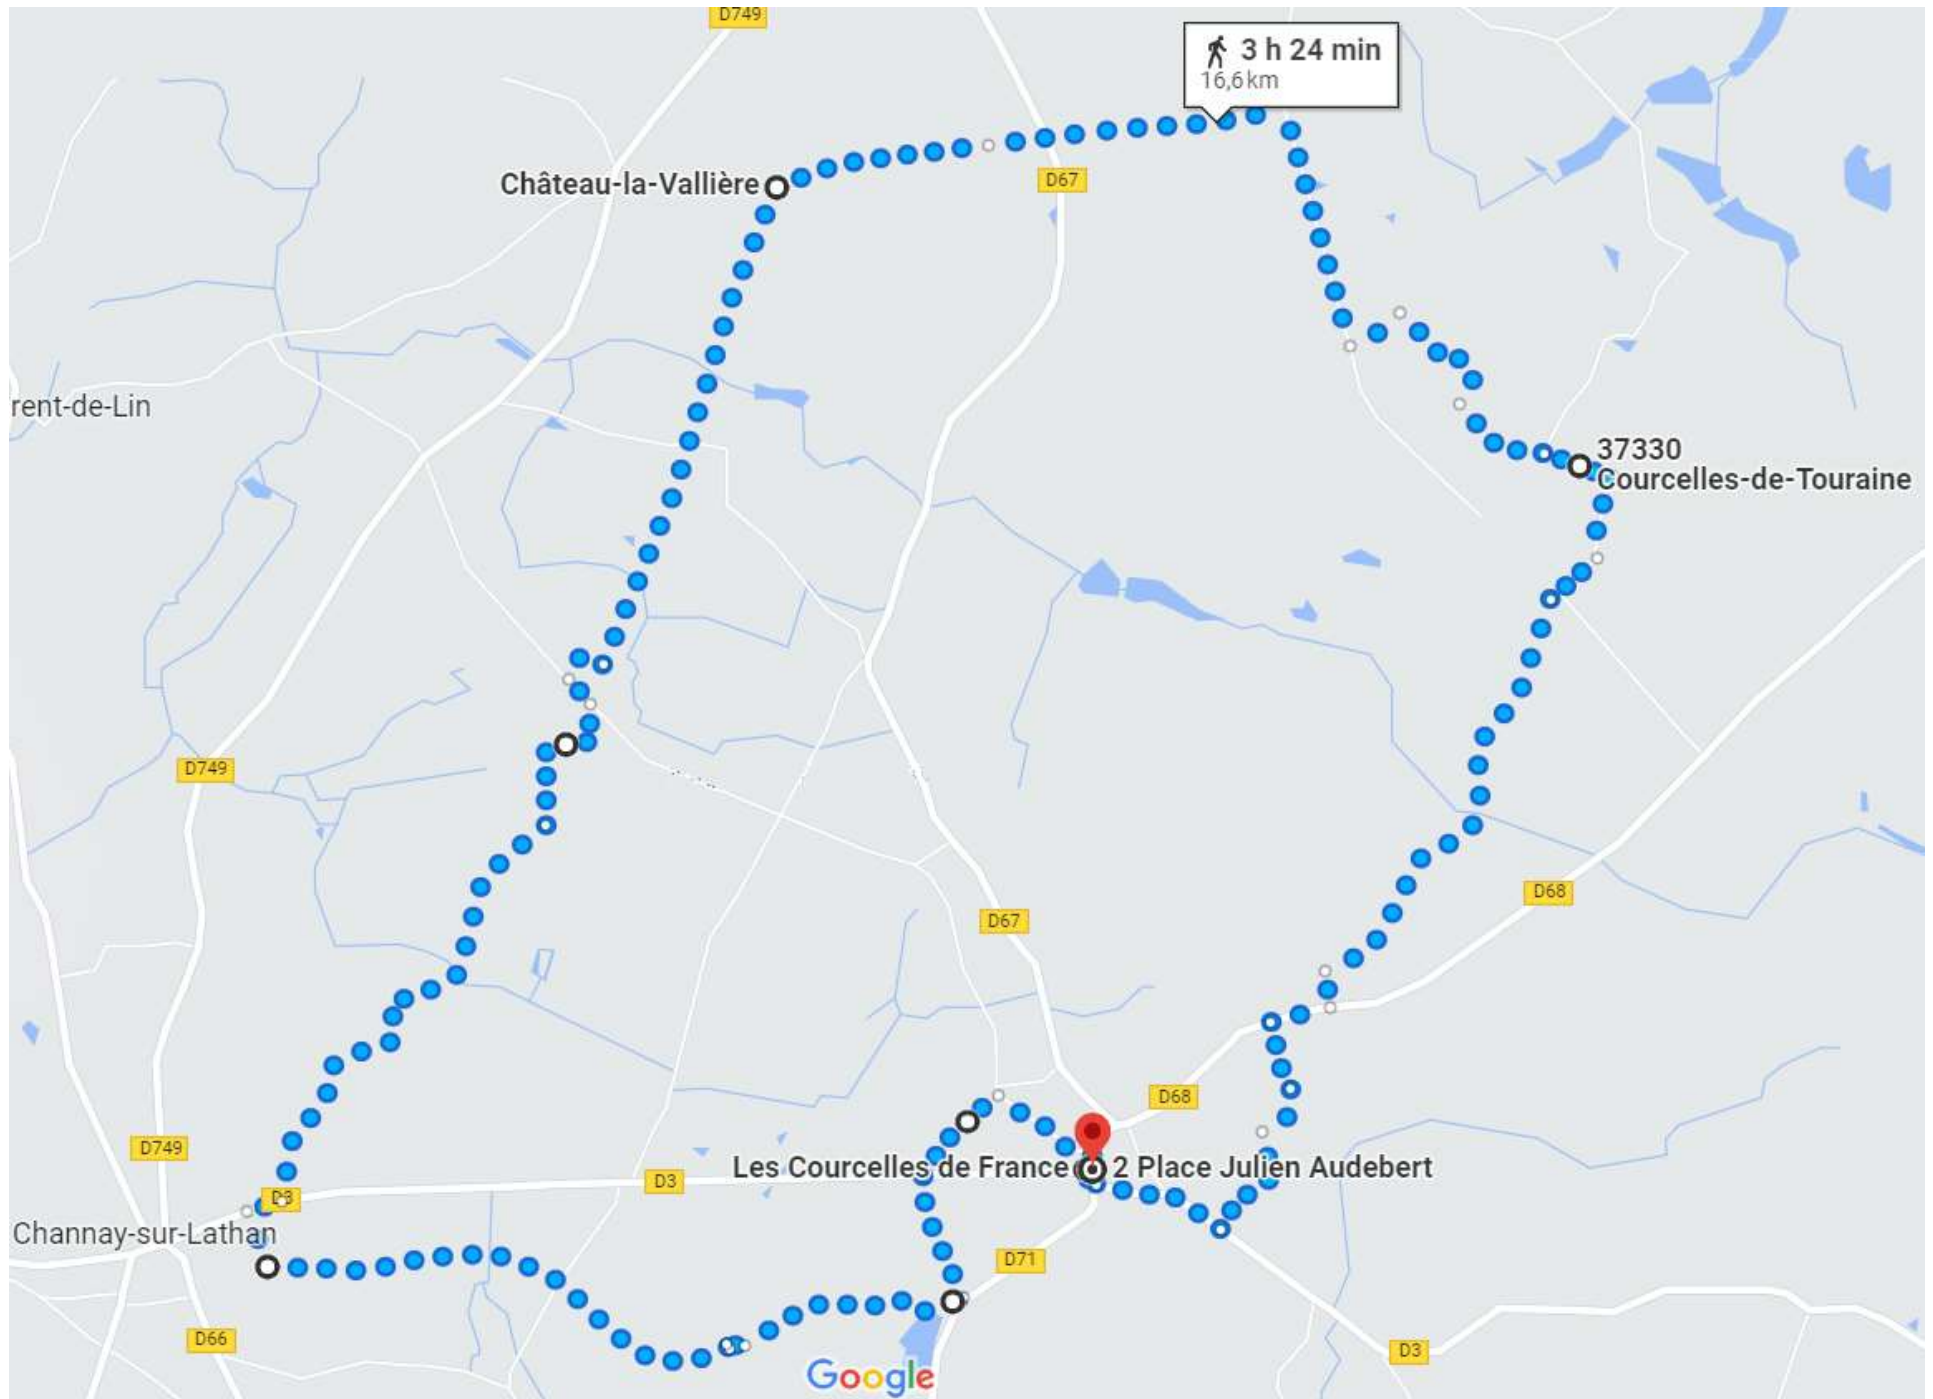 D749
3 h 24 min
16,6 km
Château-la-Vallière
D67
rent-de-Lin
37330
Courcelles-de-Touraine
D749
D68
D67
D68
D749
Les Courcelles de France
2 Place Julien Audebert
D3
D3
Channay-sur-Lathan
D71
D66
D3
Google